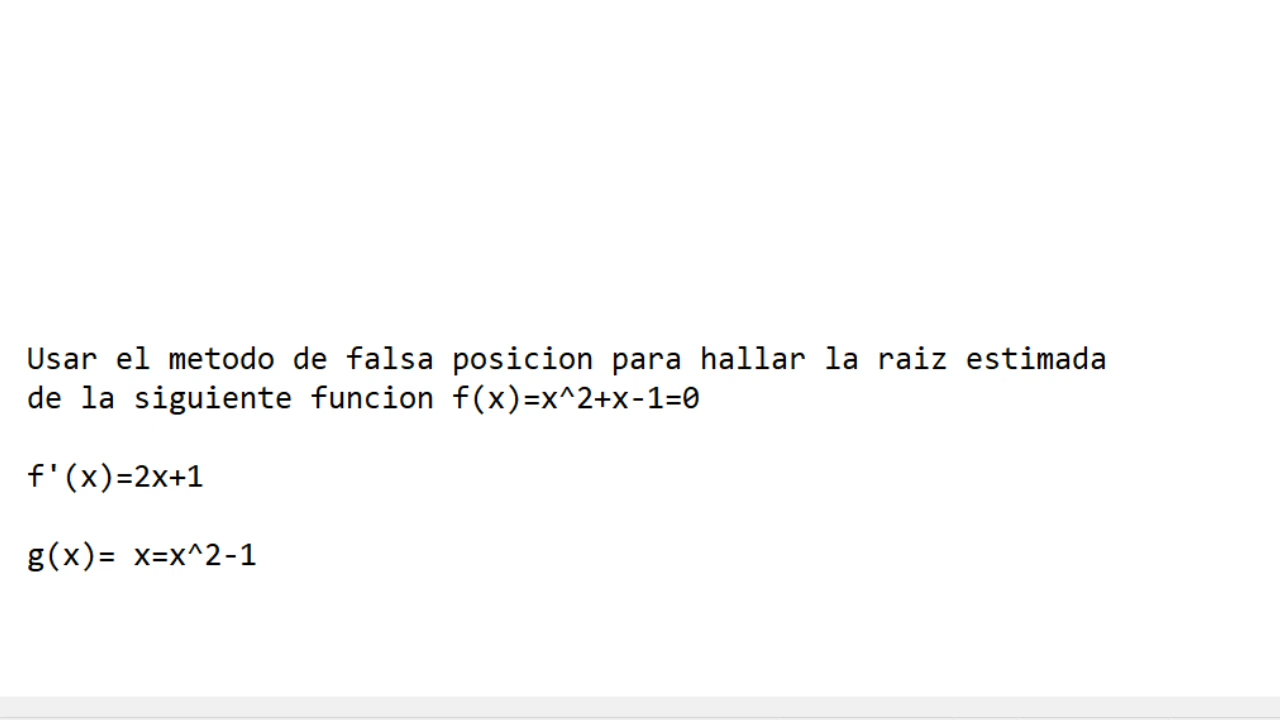 Usar el metodo de falsa posicion para hallar la raiz estimada
de la siguiente funcion f(x)=x^2+x-1=0
f'(x)=2x+1
g(x)= x=x^2-1